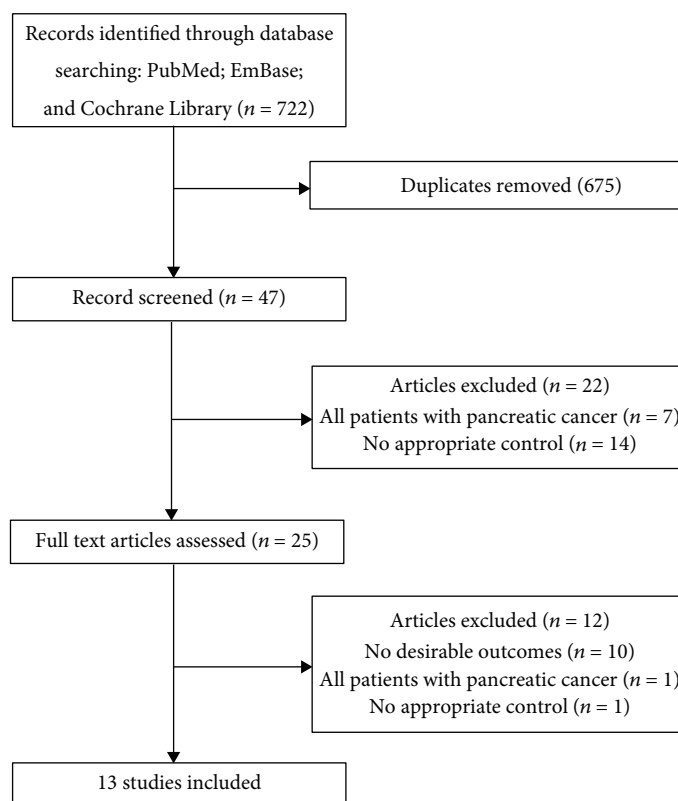 Records identified through database
searching: PubMed; EmBase;
and Cochrane Library (n = 722)
Duplicates removed (675)
Record screened (n = 47)
Articles excluded (n = 22)
All patients with pancreatic cancer (n = 7)
No appropriate control (n = 14)
Full text articles assessed (n = 25)
Articles excluded (n = 12)
No desirable outcomes (n = 10)
All patients with pancreatic cancer (n = 1)
No appropriate control (n = 1)
13 studies included